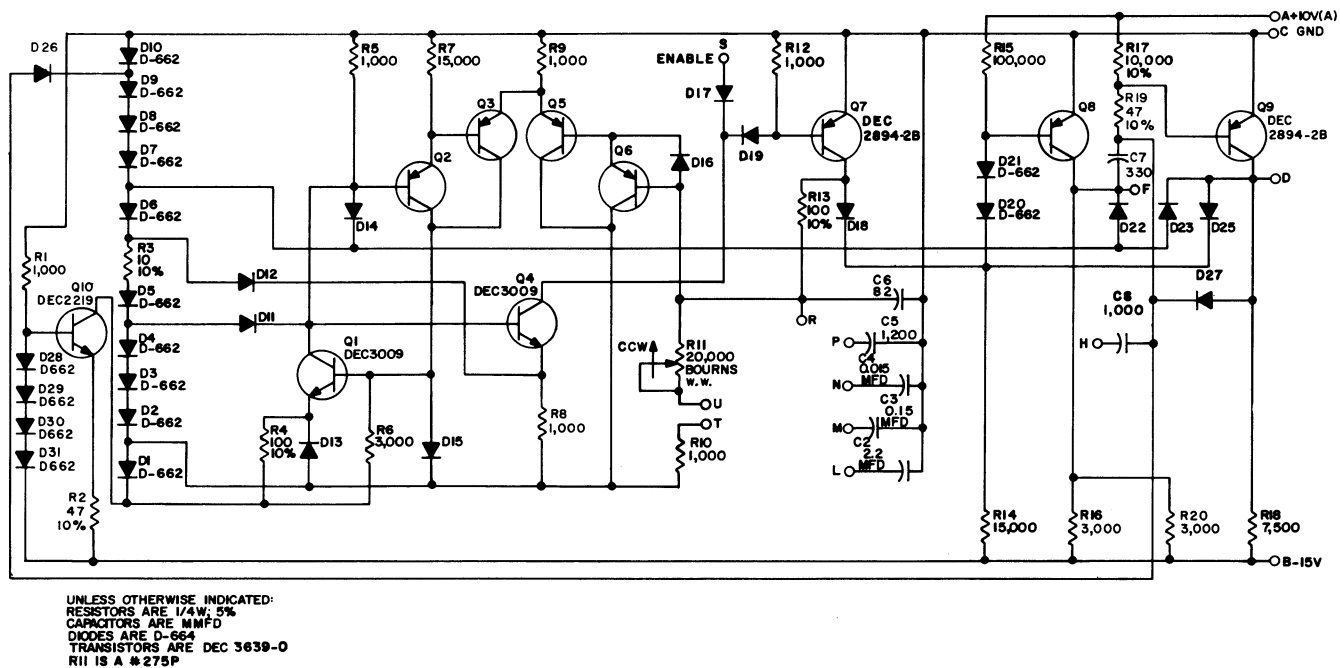 A+10V(A)
C GND
D26
D10
D-662
D9
D-662
D8
D-662
D7
D-662
D6
D-662
R3
10
10%
D5
D-662
D4
D-662
D3
D-662
D2
D-662
D1
D-662
R1
1,000
Q10
DEC2219
D28
D662
D29
D662
D30
D662
D31
D662
R2
47
10%
R5
1,000
R7
15,000
R9
1,000
Q3
Q5
Q2
Q6
D14
D16
D12
D11
Q4
DEC3009
Q1
DEC3009
R4
100
10%
D13
R6
3,000
D15
R8
1,000
S
ENABLE
D17
D19
R12
1,000
Q7
DEC
2894-2B
R13
100
10%
D18
R
CCW
R11
20,000
BOURNS
W.W.
U
T
R10
1,000
C6
82
P
C5
1,200
N
C4
0.015
MFD
M
C3
0.15
MFD
L
C2
2.2
MFD
R15
100,000
D21
D-662
D20
D-662
Q8
R17
10,000
10%
R19
47
10%
C7
330
F
D22
D23
D25
Q9
DEC
2894-2B
D
D27
C8
1,000
H
R14
15,000
R16
3,000
R20
3,000
R18
7,500
B-15V
UNLESS OTHERWISE INDICATED:
RESISTORS ARE 1/4W; 5%
CAPACITORS ARE MMFD
DIODES ARE D-664
TRANSISTORS ARE DEC 3639-0
R11 IS A #275P